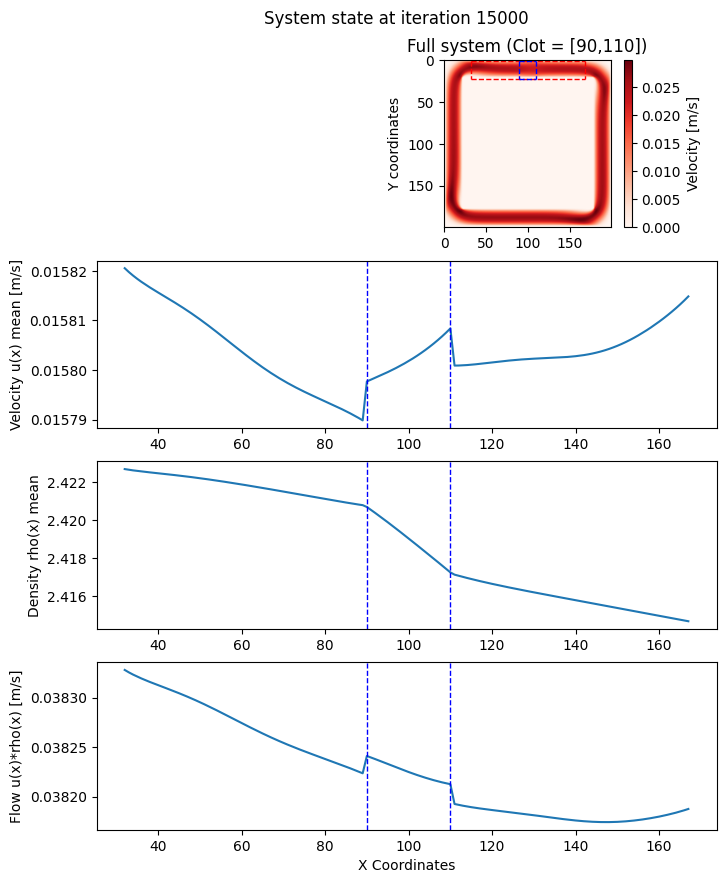 System state at iteration 15000
Full system (Clot = [90,110])
0
50
100
150
Y coordinates
0 50 100 150
0.025
0.020
0.015
0.010
0.005
0.000
Velocity [m/s]
Velocity u(x) mean [m/s]
0.01582
0.01581
0.01580
0.01579
40 60 80 100 120 140 160
Density rho(x) mean
2.422
2.420
2.418
2.416
40 60 80 100 120 140 160
Flow u(x)*rho(x) [m/s]
0.03830
0.03825
0.03820
40 60 80 100 120 140 160
X Coordinates